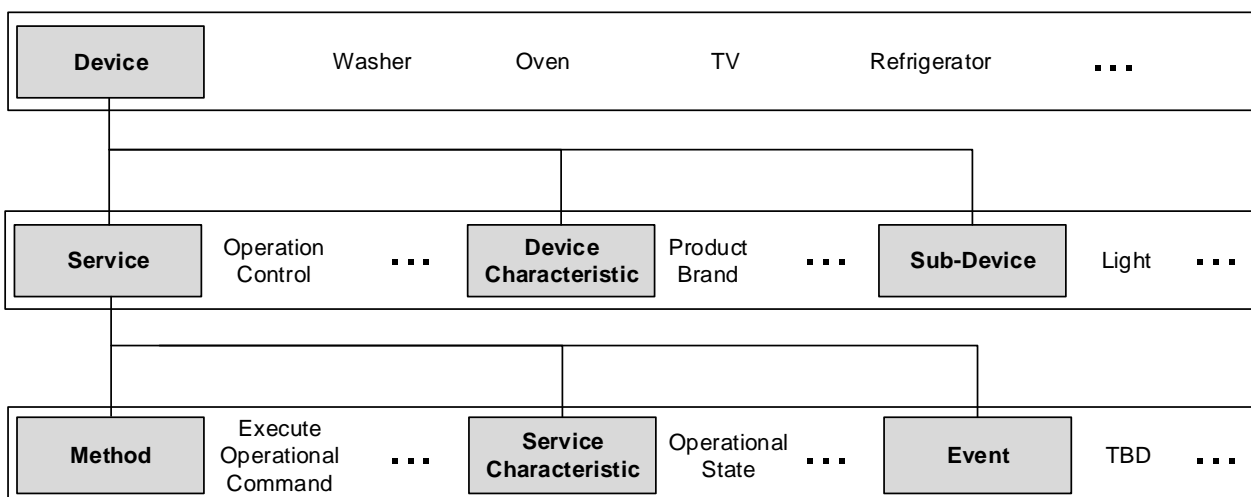 Device
Washer
Oven
TV
Refrigerator
...
Service
Operation
Control
...
Device
Characteristic
Product
Brand
...
Sub-Device
Light
...
Method
Execute
Operational
Command
...
Service
Characteristic
Operational
State
...
Event
TBD
...